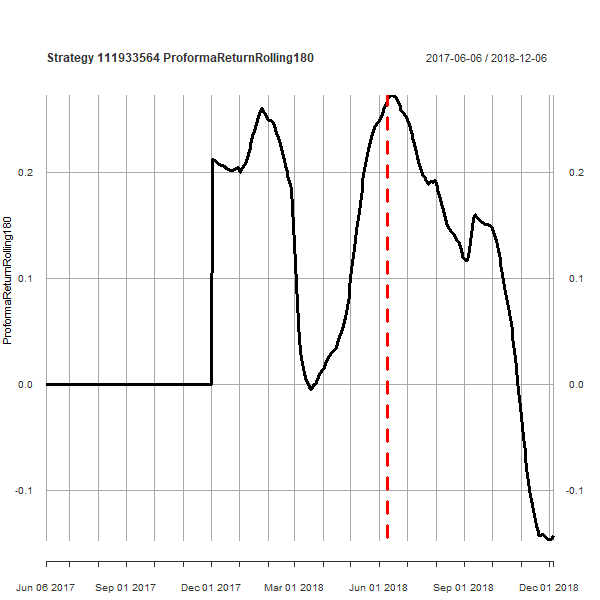 Strategy 111933564 ProformaReturnRolling180 2017-06-06 / 2018-12-06
0.2 0.2
0.1 0.1
0.0 0.0
-0.1 -0.1
ProformaReturnRolling180
Jun 06 2017 Sep 01 2017 Dec 01 2017 Mar 01 2018 Jun 01 2018 Sep 01 2018 Dec 01 2018